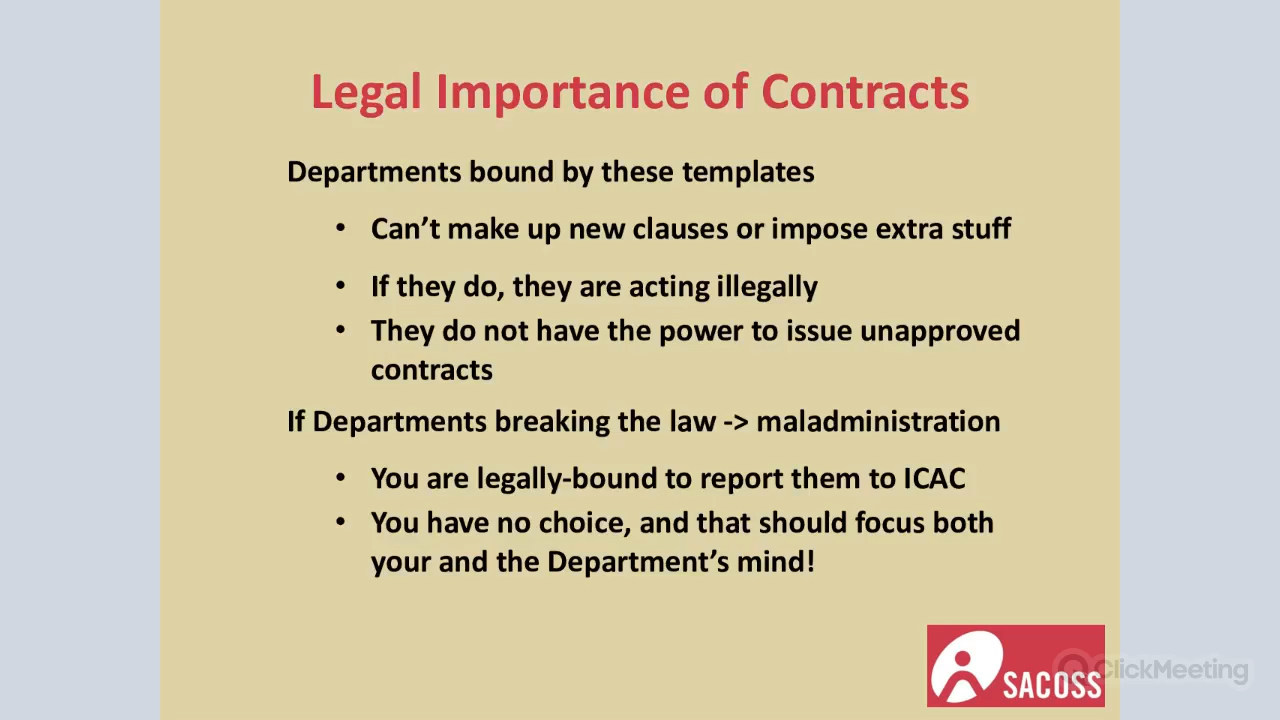 Legal Importance of Contracts
Departments bound by these templates
• Can’t make up new clauses or impose extra stuff
• If they do, they are acting illegally
• They do not have the power to issue unapproved
contracts
If Departments breaking the law -> maladministration
• You are legally-bound to report them to ICAC
• You have no choice, and that should focus both
your and the Department’s mind!
SACOSS
ClickMeeting